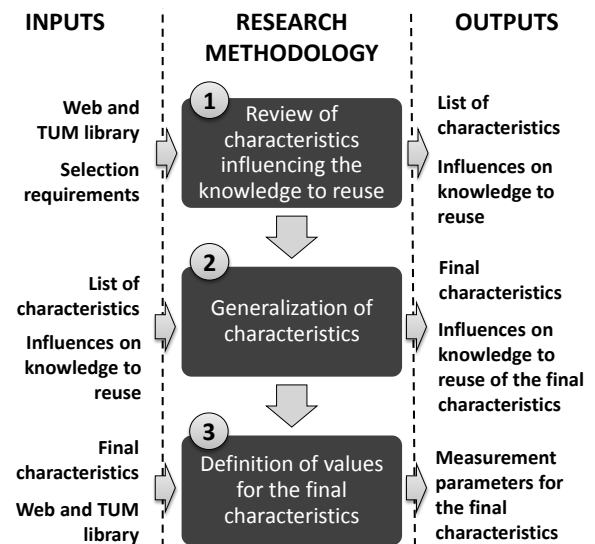 INPUTS
RESEARCH
METHODOLOGY
OUTPUTS
Web and
TUM library
Selection
requirements
1
Review of
characteristics
influencing the
knowledge to reuse
List of
characteristics
Influences on
knowledge to
reuse
List of
characteristics
Influences on
knowledge to
reuse
2
Generalization of
characteristics
Final
characteristics
Influences on
knowledge to
reuse of the final
characteristics
Final
characteristics
Web and TUM
library
3
Definition of values
for the final
characteristics
Measurement
parameters for
the final
characteristics